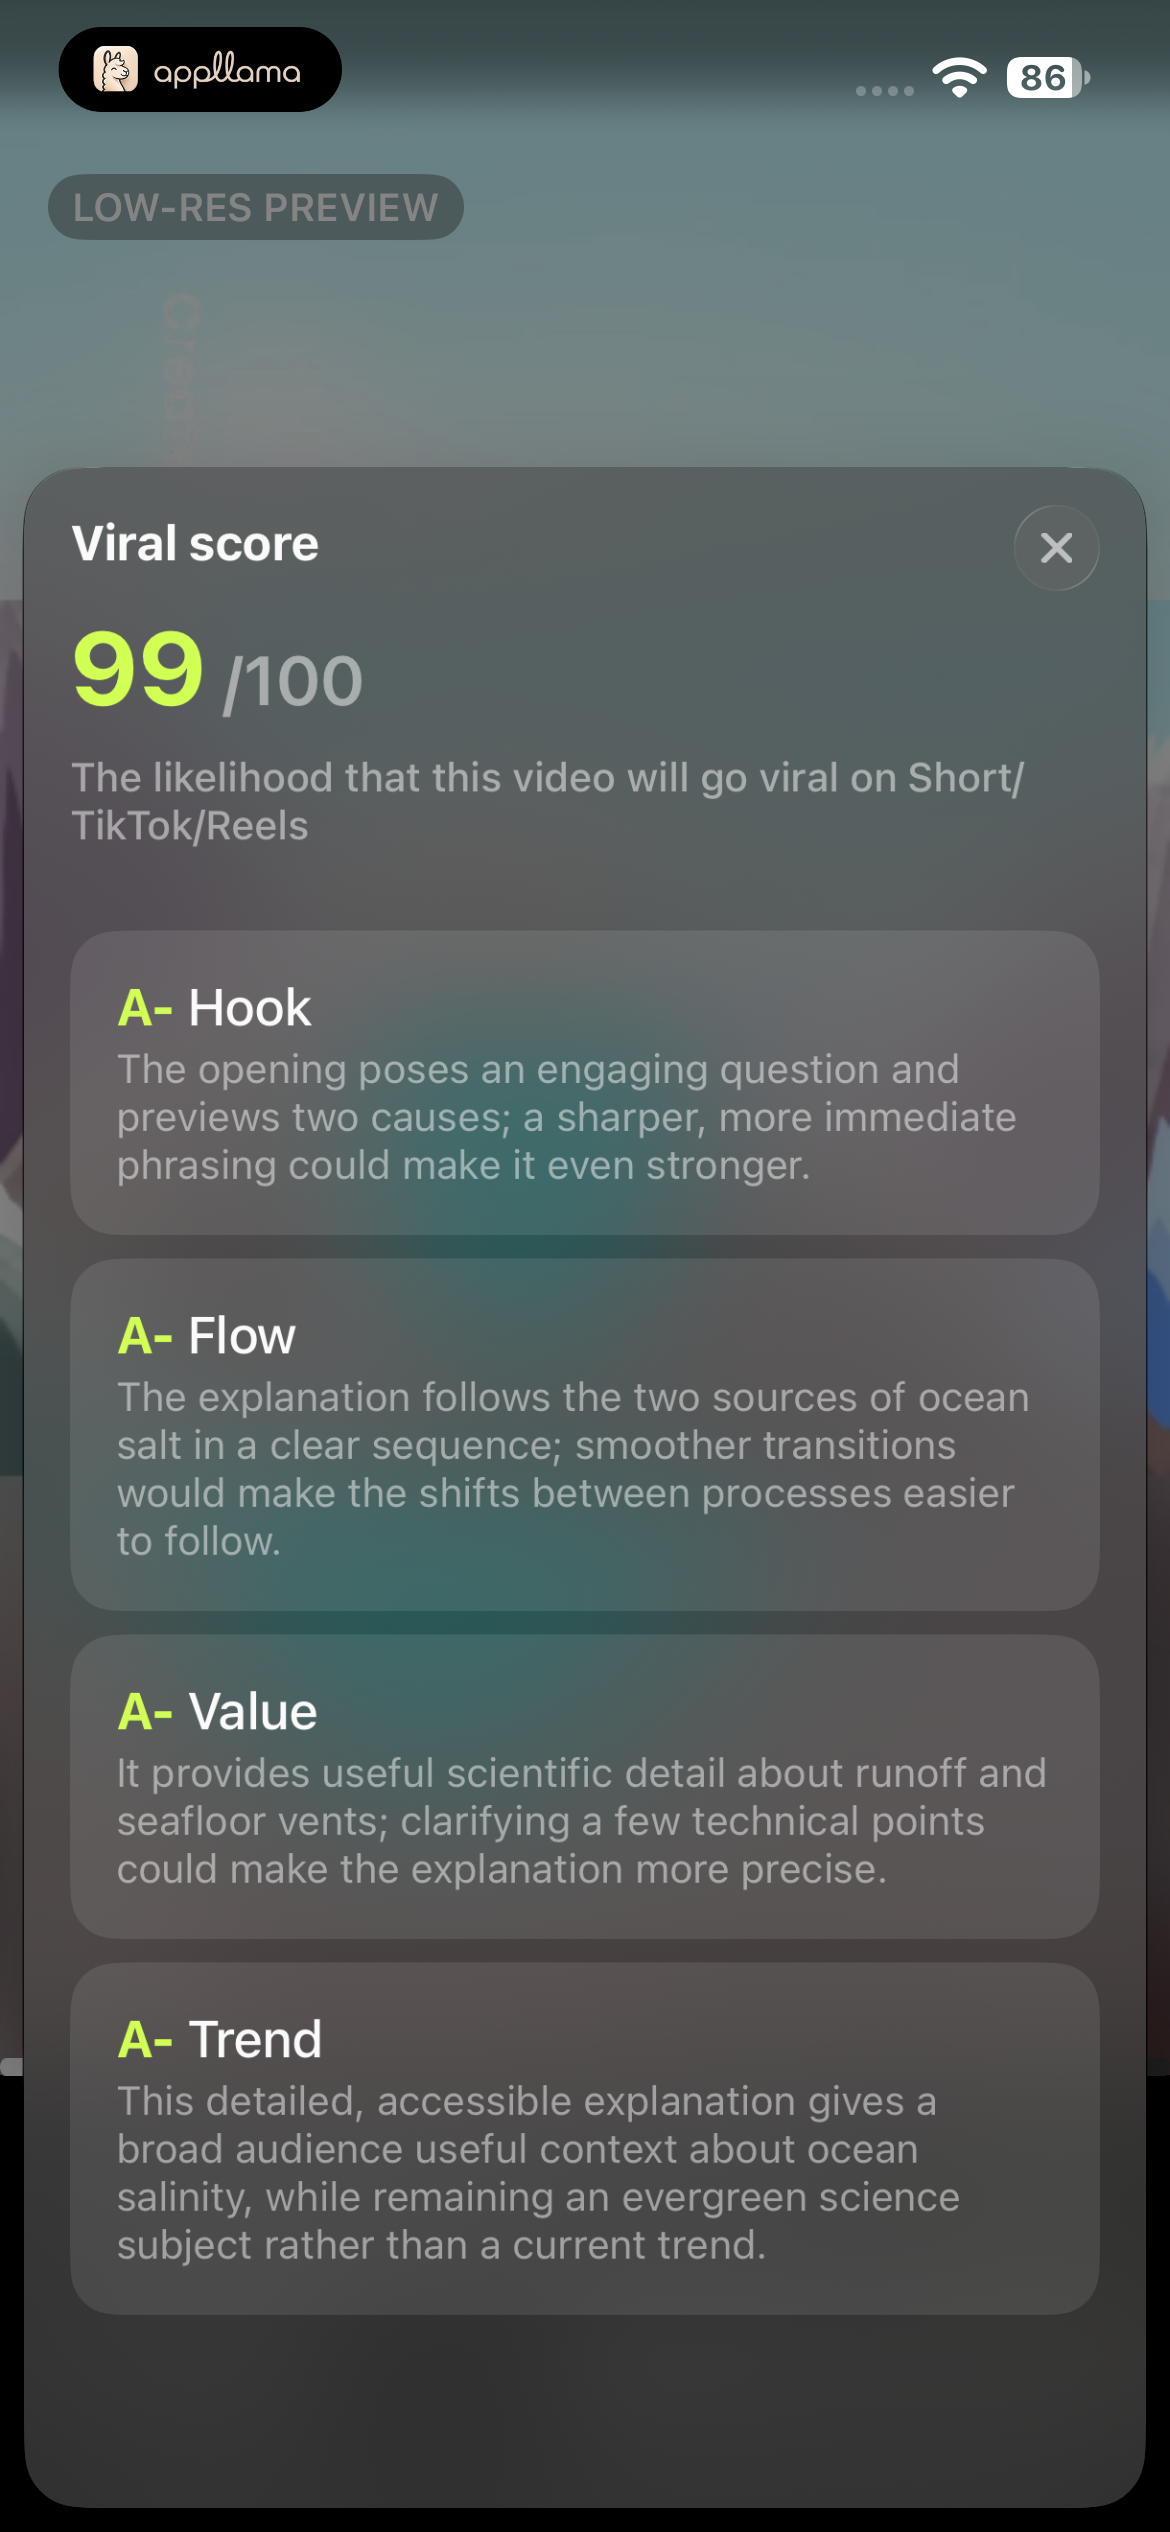 appllama
86
LOW-RES PREVIEW
Viral score
99 /100
The likelihood that this video will go viral on Short/
TikTok/Reels
A- Hook
The opening poses an engaging question and
previews two causes; a sharper, more immediate
phrasing could make it even stronger.
A- Flow
The explanation follows the two sources of ocean
salt in a clear sequence; smoother transitions
would make the shifts between processes easier
to follow.
A- Value
It provides useful scientific detail about runoff and
seafloor vents; clarifying a few technical points
could make the explanation more precise.
A- Trend
This detailed, accessible explanation gives a
broad audience useful context about ocean
salinity, while remaining an evergreen science
subject rather than a current trend.